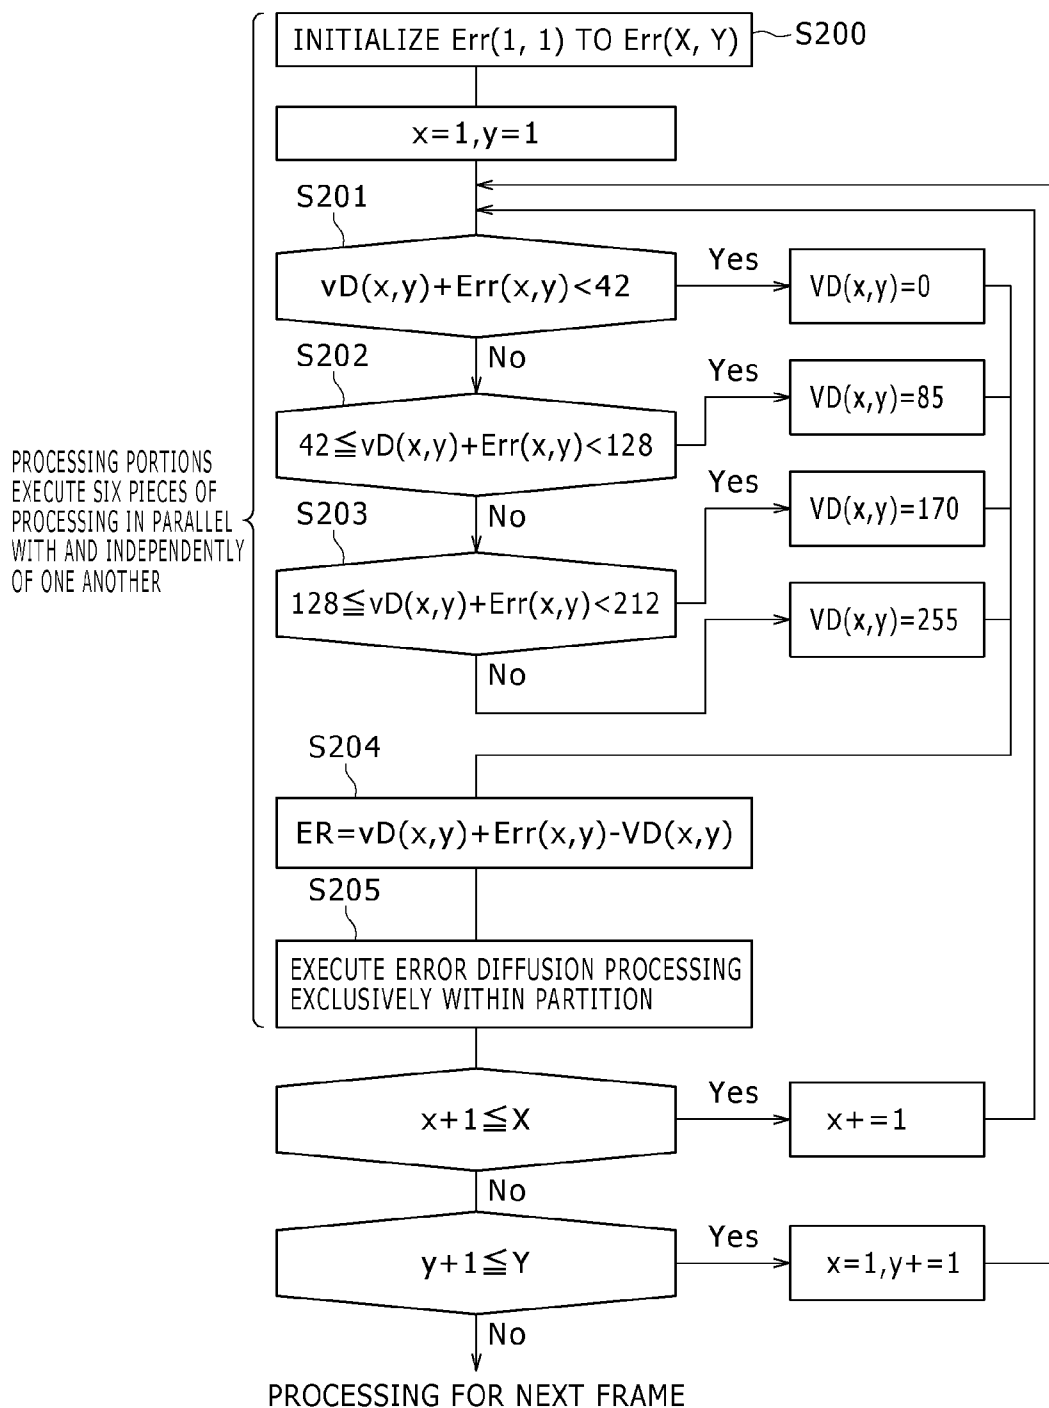 INITIALIZE Err(1, 1) TO Err(X, Y)
S200
x=1,y=1
S201
vD(x,y)+Err(x,y)<42
Yes
VD(x,y)=0
No
S202
42≦vD(x,y)+Err(x,y)<128
Yes
VD(x,y)=85
No
S203
128≦vD(x,y)+Err(x,y)<212
Yes
VD(x,y)=170
No
VD(x,y)=255
PROCESSING PORTIONS
EXECUTE SIX PIECES OF
PROCESSING IN PARALLEL
WITH AND INDEPENDENTLY
OF ONE ANOTHER
S204
ER=vD(x,y)+Err(x,y)-VD(x,y)
S205
EXECUTE ERROR DIFFUSION PROCESSING
EXCLUSIVELY WITHIN PARTITION
x+1≦X
Yes
x+=1
No
y+1≦Y
Yes
x=1,y+=1
No
PROCESSING FOR NEXT FRAME